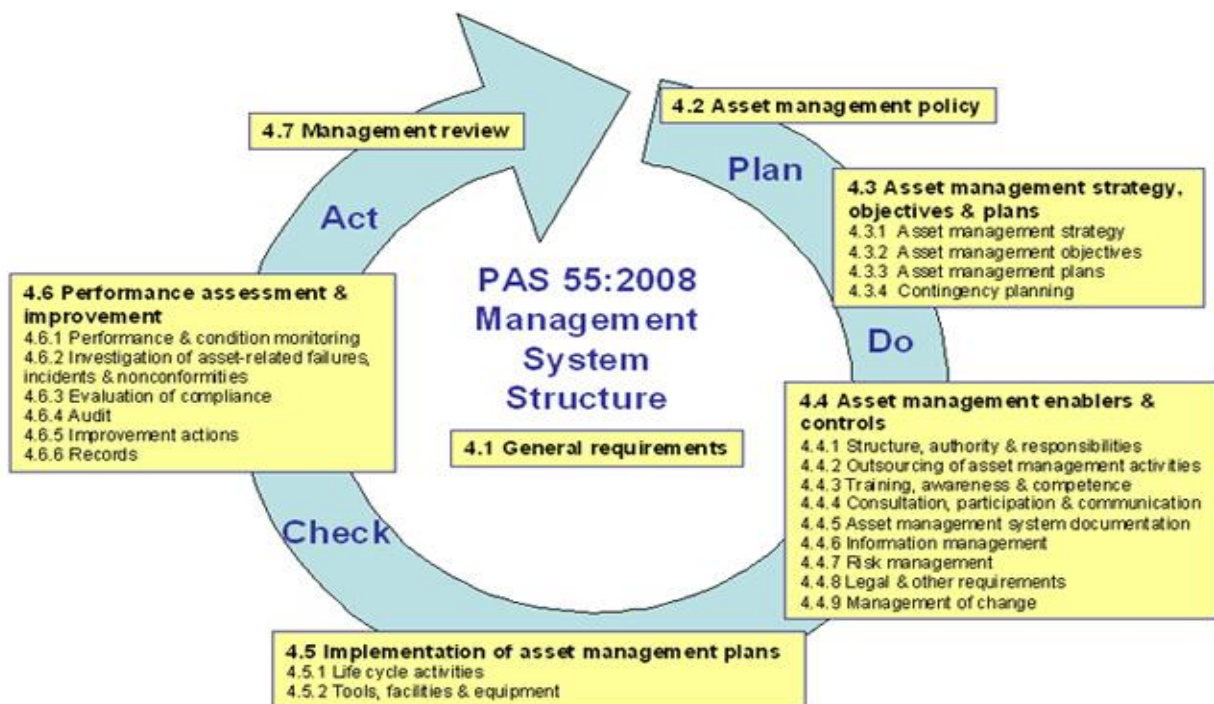 4.7 Management review
4.2 Asset management policy
Plan
4.3 Asset management strategy,
objectives & plans
4.3.1 Asset management strategy
4.3.2 Asset management objectives
4.3.3 Asset management plans
4.3.4 Contingency planning
Act
PAS 55:2008
Management
System
Structure
4.1 General requirements
Do
4.6 Performance assessment &
improvement
4.6.1 Performance & condition monitoring
4.6.2 Investigation of asset-related failures,
incidents & nonconformities
4.6.3 Evaluation of compliance
4.6.4 Audit
4.6.5 Improvement actions
4.6.6 Records
4.4 Asset management enablers &
controls
4.4.1 Structure, authority & responsibilities
4.4.2 Outsourcing of asset management activities
4.4.3 Training, awareness & competence
4.4.4 Consultation, participation & communication
4.4.5 Asset management system documentation
4.4.6 Information management
4.4.7 Risk management
4.4.8 Legal & other requirements
4.4.9 Management of change
Check
4.5 Implementation of asset management plans
4.5.1 Life cycle activities
4.5.2 Tools, facilities & equipment